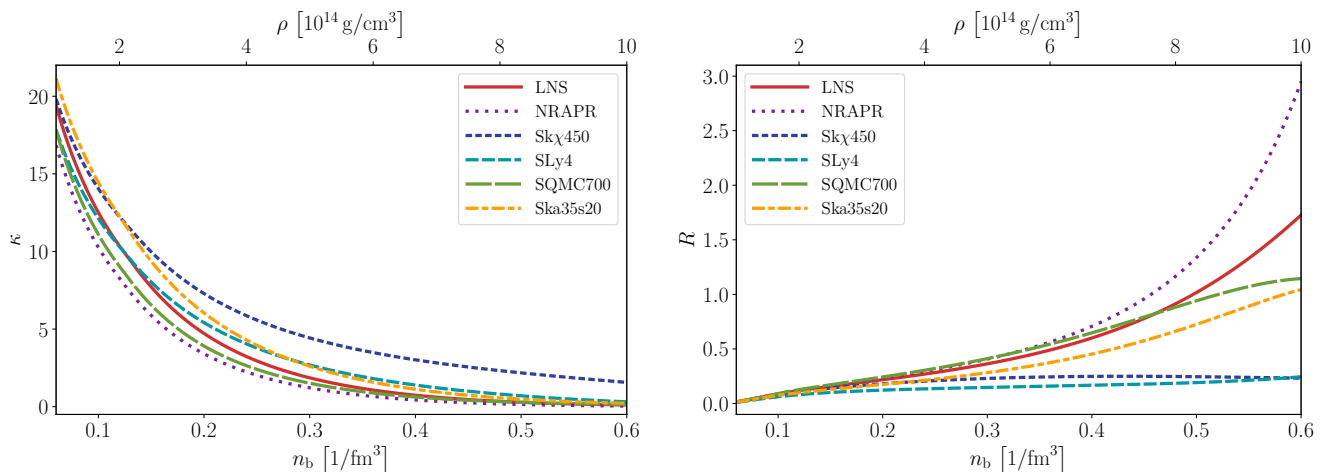 ρ [10¹⁴ g/cm³]
2 4 6 8 10
20
15
10
5
0
κ
LNS
NRAPR
Skχ450
SLy4
SQMC700
Ska35s20
0.1 0.2 0.3 0.4 0.5 0.6
n_b [1/fm³]
ρ [10¹⁴ g/cm³]
2 4 6 8 10
3.0
2.5
2.0
1.5
1.0
0.5
0.0
R
LNS
NRAPR
Skχ450
SLy4
SQMC700
Ska35s20
0.1 0.2 0.3 0.4 0.5 0.6
n_b [1/fm³]